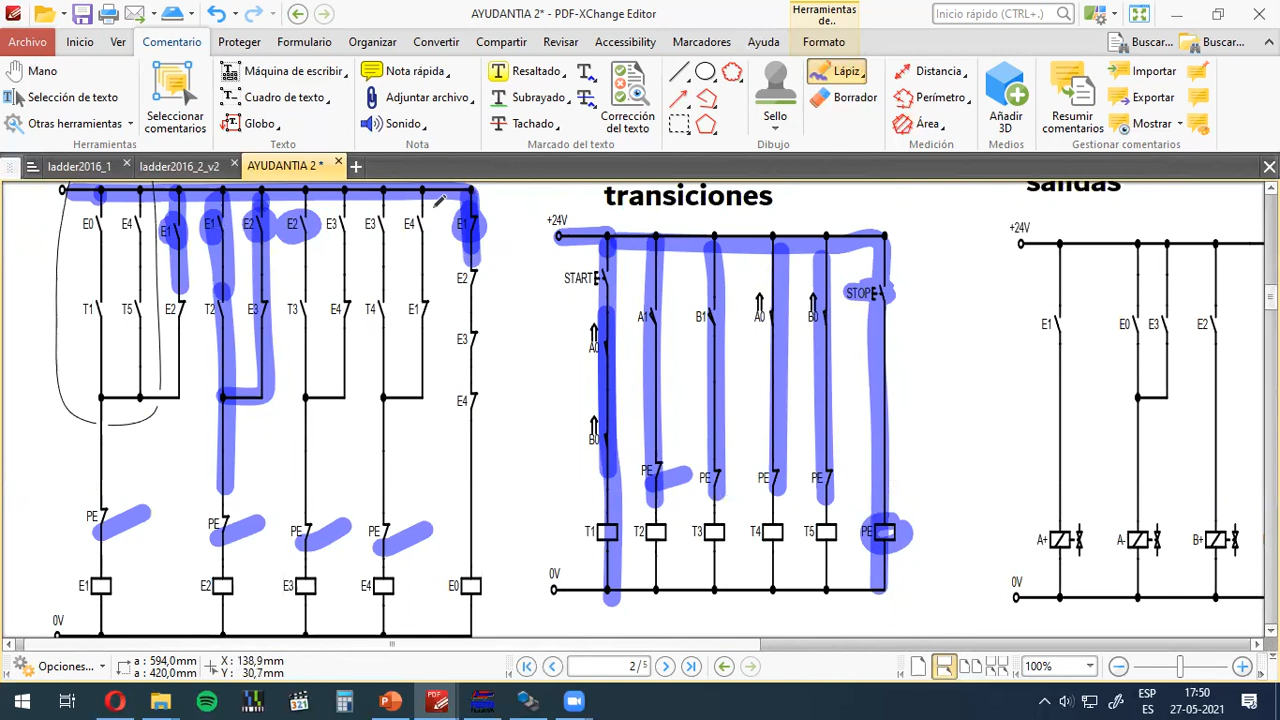 AYUDANTIA 2 * - PDF-XChange Editor
Herramientas de..
Inicio rápido (CTRL+.)
Archivo Inicio Ver Comentario Proteger Formulario Organizar Convertir Compartir Revisar Accessibility Marcadores Ayuda Formato Buscar... Buscar...
Mano
Selección de texto
Otras herramientas
Herramientas
Seleccionar comentarios
Máquina de escribir
Cuadro de texto
Globo
Texto
Nota rápida
Adjuntar archivo
Sonido
Nota
Resaltado
Subrayado
Tachado
Corrección del texto
Marcado del texto
Lápiz
Borrador
Sello
Dibujo
Distancia
Perímetro
Área
Medición
Añadir 3D
Medios
Resumir comentarios
Importar
Exportar
Mostrar
Gestionar comentarios
ladder2016_1 ladder2016_2_v2 AYUDANTIA 2 *
transiciones
salidas
E0 E4 E1 E1 E2 E2 E3 E3 E4 E1
T1 T5 E2 T2 E3 T3 E4 T4 E1 E2
E3
E4
PE PE PE PE
E1 E2 E3 E4 E0
0V
+24V
START STOP
A1 B1 A0 B0
A0
B0
PE PE PE PE
T1 T2 T3 T4 T5 PE
0V
+24V
E1 E0 E3 E2
A+ A- B+
0V
Opciones...
a : 594,0mm
a : 420,0mm
X: 138,9mm
Y: 30,7mm
2/5
100%
ESP
ES
17:50
27-05-2021